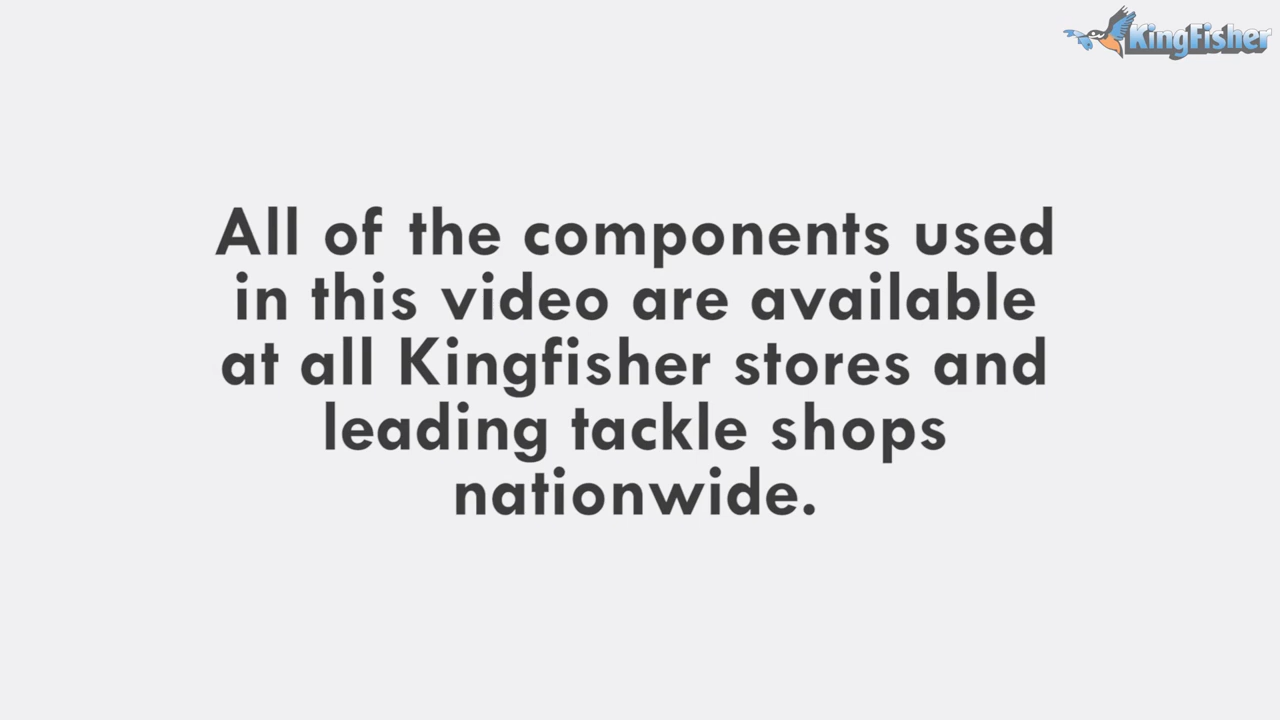 KingFisher
All of the components used
in this video are available
at all Kingfisher stores and
leading tackle shops
nationwide.